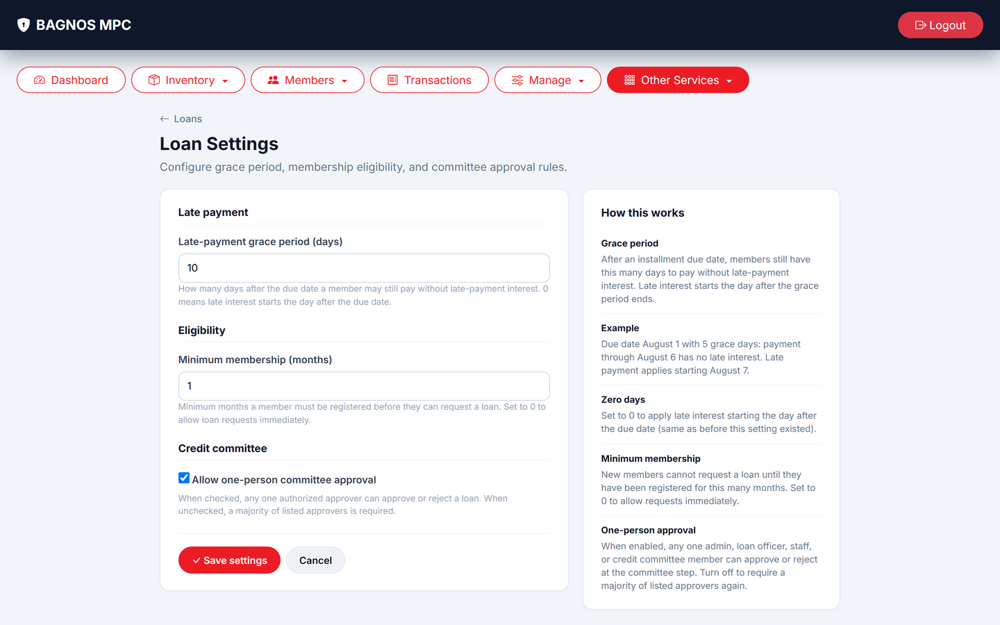 BAGNOS MPC
Logout
Dashboard
Inventory
Members
Transactions
Manage
Other Services
← Loans
Loan Settings
Configure grace period, membership eligibility, and committee approval rules.
Late payment
Late-payment grace period (days)
10
How many days after the due date a member may still pay without late-payment interest. 0
means late interest starts the day after the due date.
Eligibility
Minimum membership (months)
1
Minimum months a member must be registered before they can request a loan. Set to 0 to
allow loan requests immediately.
Credit committee
Allow one-person committee approval
When checked, any one authorized approver can approve or reject a loan. When
unchecked, a majority of listed approvers is required.
Save settings
Cancel
How this works
Grace period
After an installment due date, members still have
this many days to pay without late-payment
interest. Late interest starts the day after the grace
period ends.
Example
Due date August 1 with 5 grace days: payment
through August 6 has no late interest. Late
payment applies starting August 7.
Zero days
Set to 0 to apply late interest starting the day after
the due date (same as before this setting existed).
Minimum membership
New members cannot request a loan until they
have been registered for this many months. Set to
0 to allow requests immediately.
One-person approval
When enabled, any one admin, loan officer, staff,
or credit committee member can approve or reject
at the committee step. Turn off to require a
majority of listed approvers again.